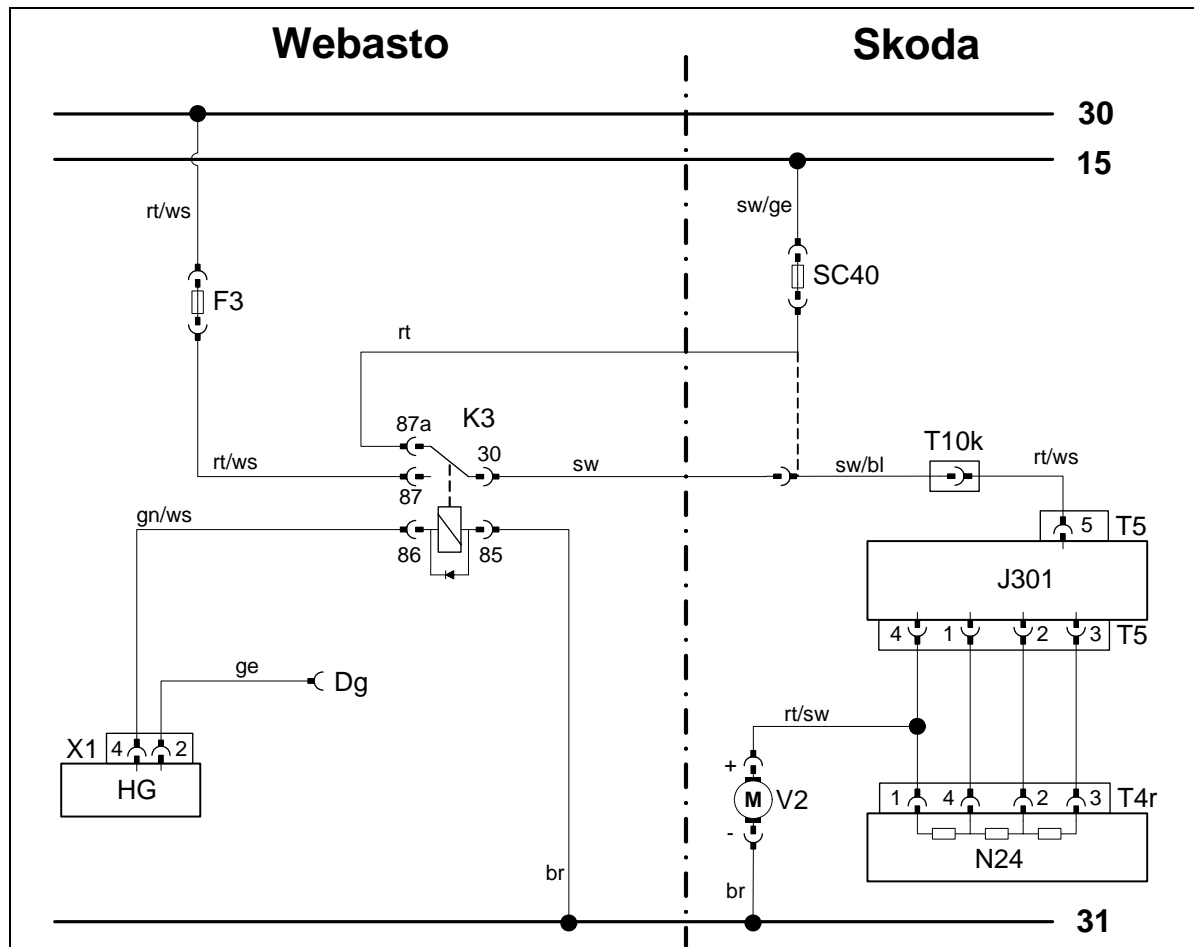 Webasto
Skoda
30
15
rt/ws
sw/ge
F3
SC40
rt
87a
K3
30
T10k
rt/ws
sw
sw/bl
rt/ws
87
gn/ws
86
85
5
T5
J301
4
1
2
3
T5
ge
Dg
rt/sw
X1
4
2
HG
+
M
V2
-
1
4
2
3
T4r
N24
br
br
31